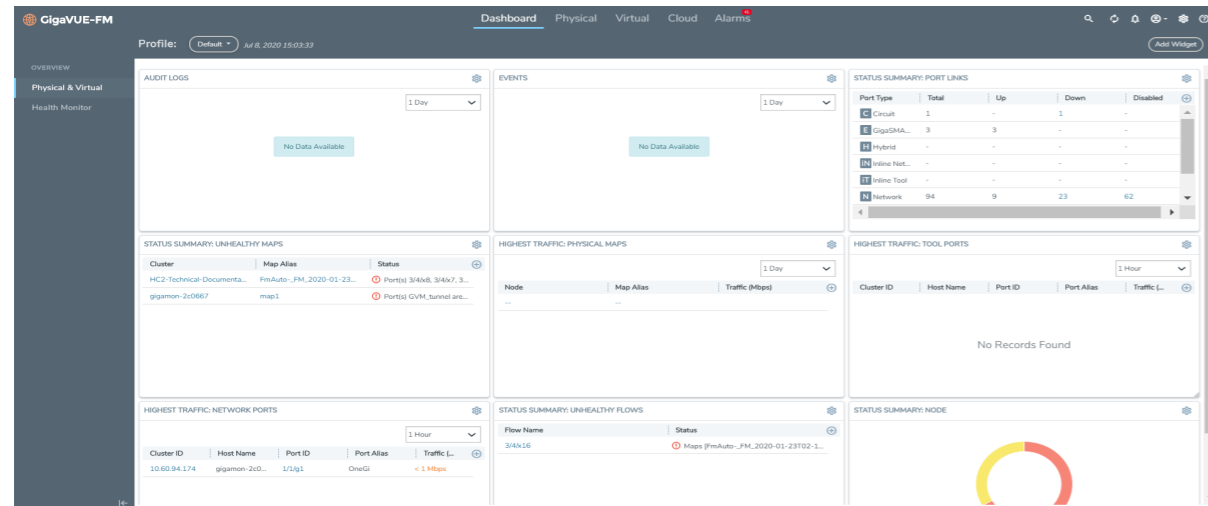 GigaVUE-FM
Dashboard Physical Virtual Cloud Alarms
Profile: Default Jul 8, 2020 15:03:33
Add Widget
OVERVIEW
Physical & Virtual
Health Monitor
AUDIT LOGS
1 Day
No Data Available
EVENTS
1 Day
No Data Available
STATUS SUMMARY: PORT LINKS
Port Type Total Up Down Disabled
C Circuit 1 - 1 -
E GigaSMA... 3 3 - -
H Hybrid - - - -
IN Inline Net... - - - -
IT Inline Tool - - - -
N Network 94 9 23 62
STATUS SUMMARY: UNHEALTHY MAPS
Cluster Map Alias Status
HC2-Technical-Documenta... FmAuto-_FM_2020-01-23... Port(s) 3/4/x8, 3/4/x7, 3...
gigamon-2c0667 map1 Port(s) GVM_tunnel are...
HIGHEST TRAFFIC: PHYSICAL MAPS
1 Day
Node Map Alias Traffic (Mbps)
-- --
HIGHEST TRAFFIC: TOOL PORTS
1 Hour
Cluster ID Host Name Port ID Port Alias Traffic (...
No Records Found
HIGHEST TRAFFIC: NETWORK PORTS
1 Hour
Cluster ID Host Name Port ID Port Alias Traffic (...
10.60.94.174 gigamon-2c0... 1/1/g1 OneGi < 1 Mbps
STATUS SUMMARY: UNHEALTHY FLOWS
Flow Name Status
3/4/x16 Maps [FmAuto-_FM_2020-01-23T02-1...
STATUS SUMMARY: NODE